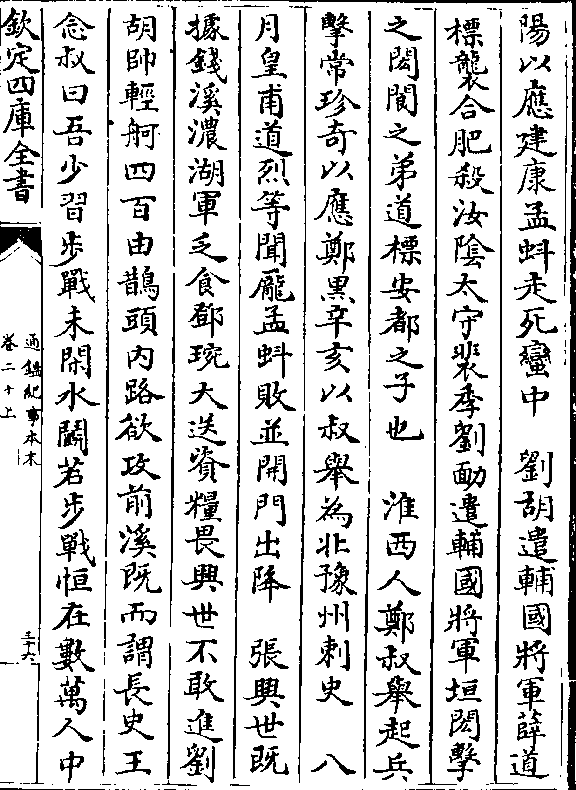 陽以應建康孟蚪走死蠻中　劉胡遣輔國將軍薛道
標襲合肥殺汝隂太守裴季劉勔遣輔國將軍垣閎擊
之閎閬之弟道標安都之子也　淮西人鄭叔舉起兵
擊常珍奇以應鄭黒辛亥以叔舉為北豫州刺史　八
月皇甫道烈等聞龐孟蚪敗並開門出降　張興世既
據錢溪濃湖軍乏食鄧琬大送資糧畏興世不敢進劉
胡帥輕舸四百由鵲頭内路欲攻前溪既而謂長史王
念叔曰吾少習步戰未閑水鬬若步戰恒在數萬人中
欽定四庫全書
通鑑紀事本末
卷二十上
三十六